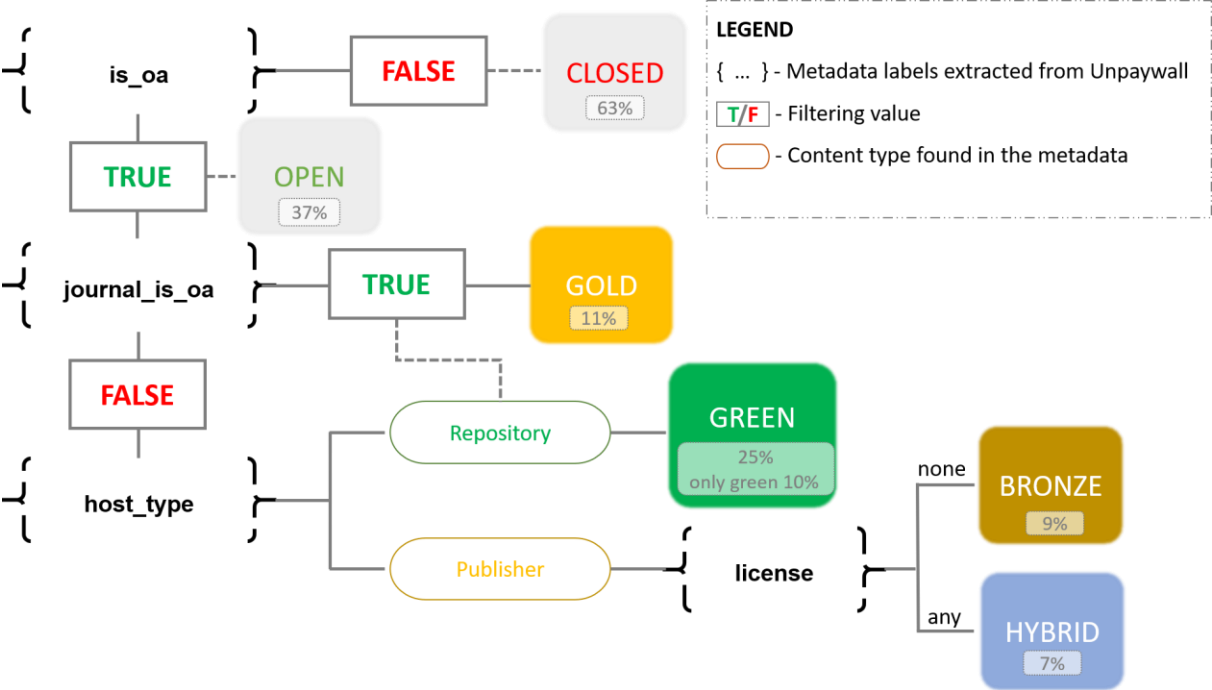 is_oa
FALSE
CLOSED
63%
LEGEND
{ ... } - Metadata labels extracted from Unpaywall
T/F - Filtering value
- Content type found in the metadata
TRUE
OPEN
37%
journal_is_oa
TRUE
GOLD
11%
FALSE
Repository
GREEN
25%
only green 10%
host_type
Publisher
license
none
BRONZE
9%
any
HYBRID
7%